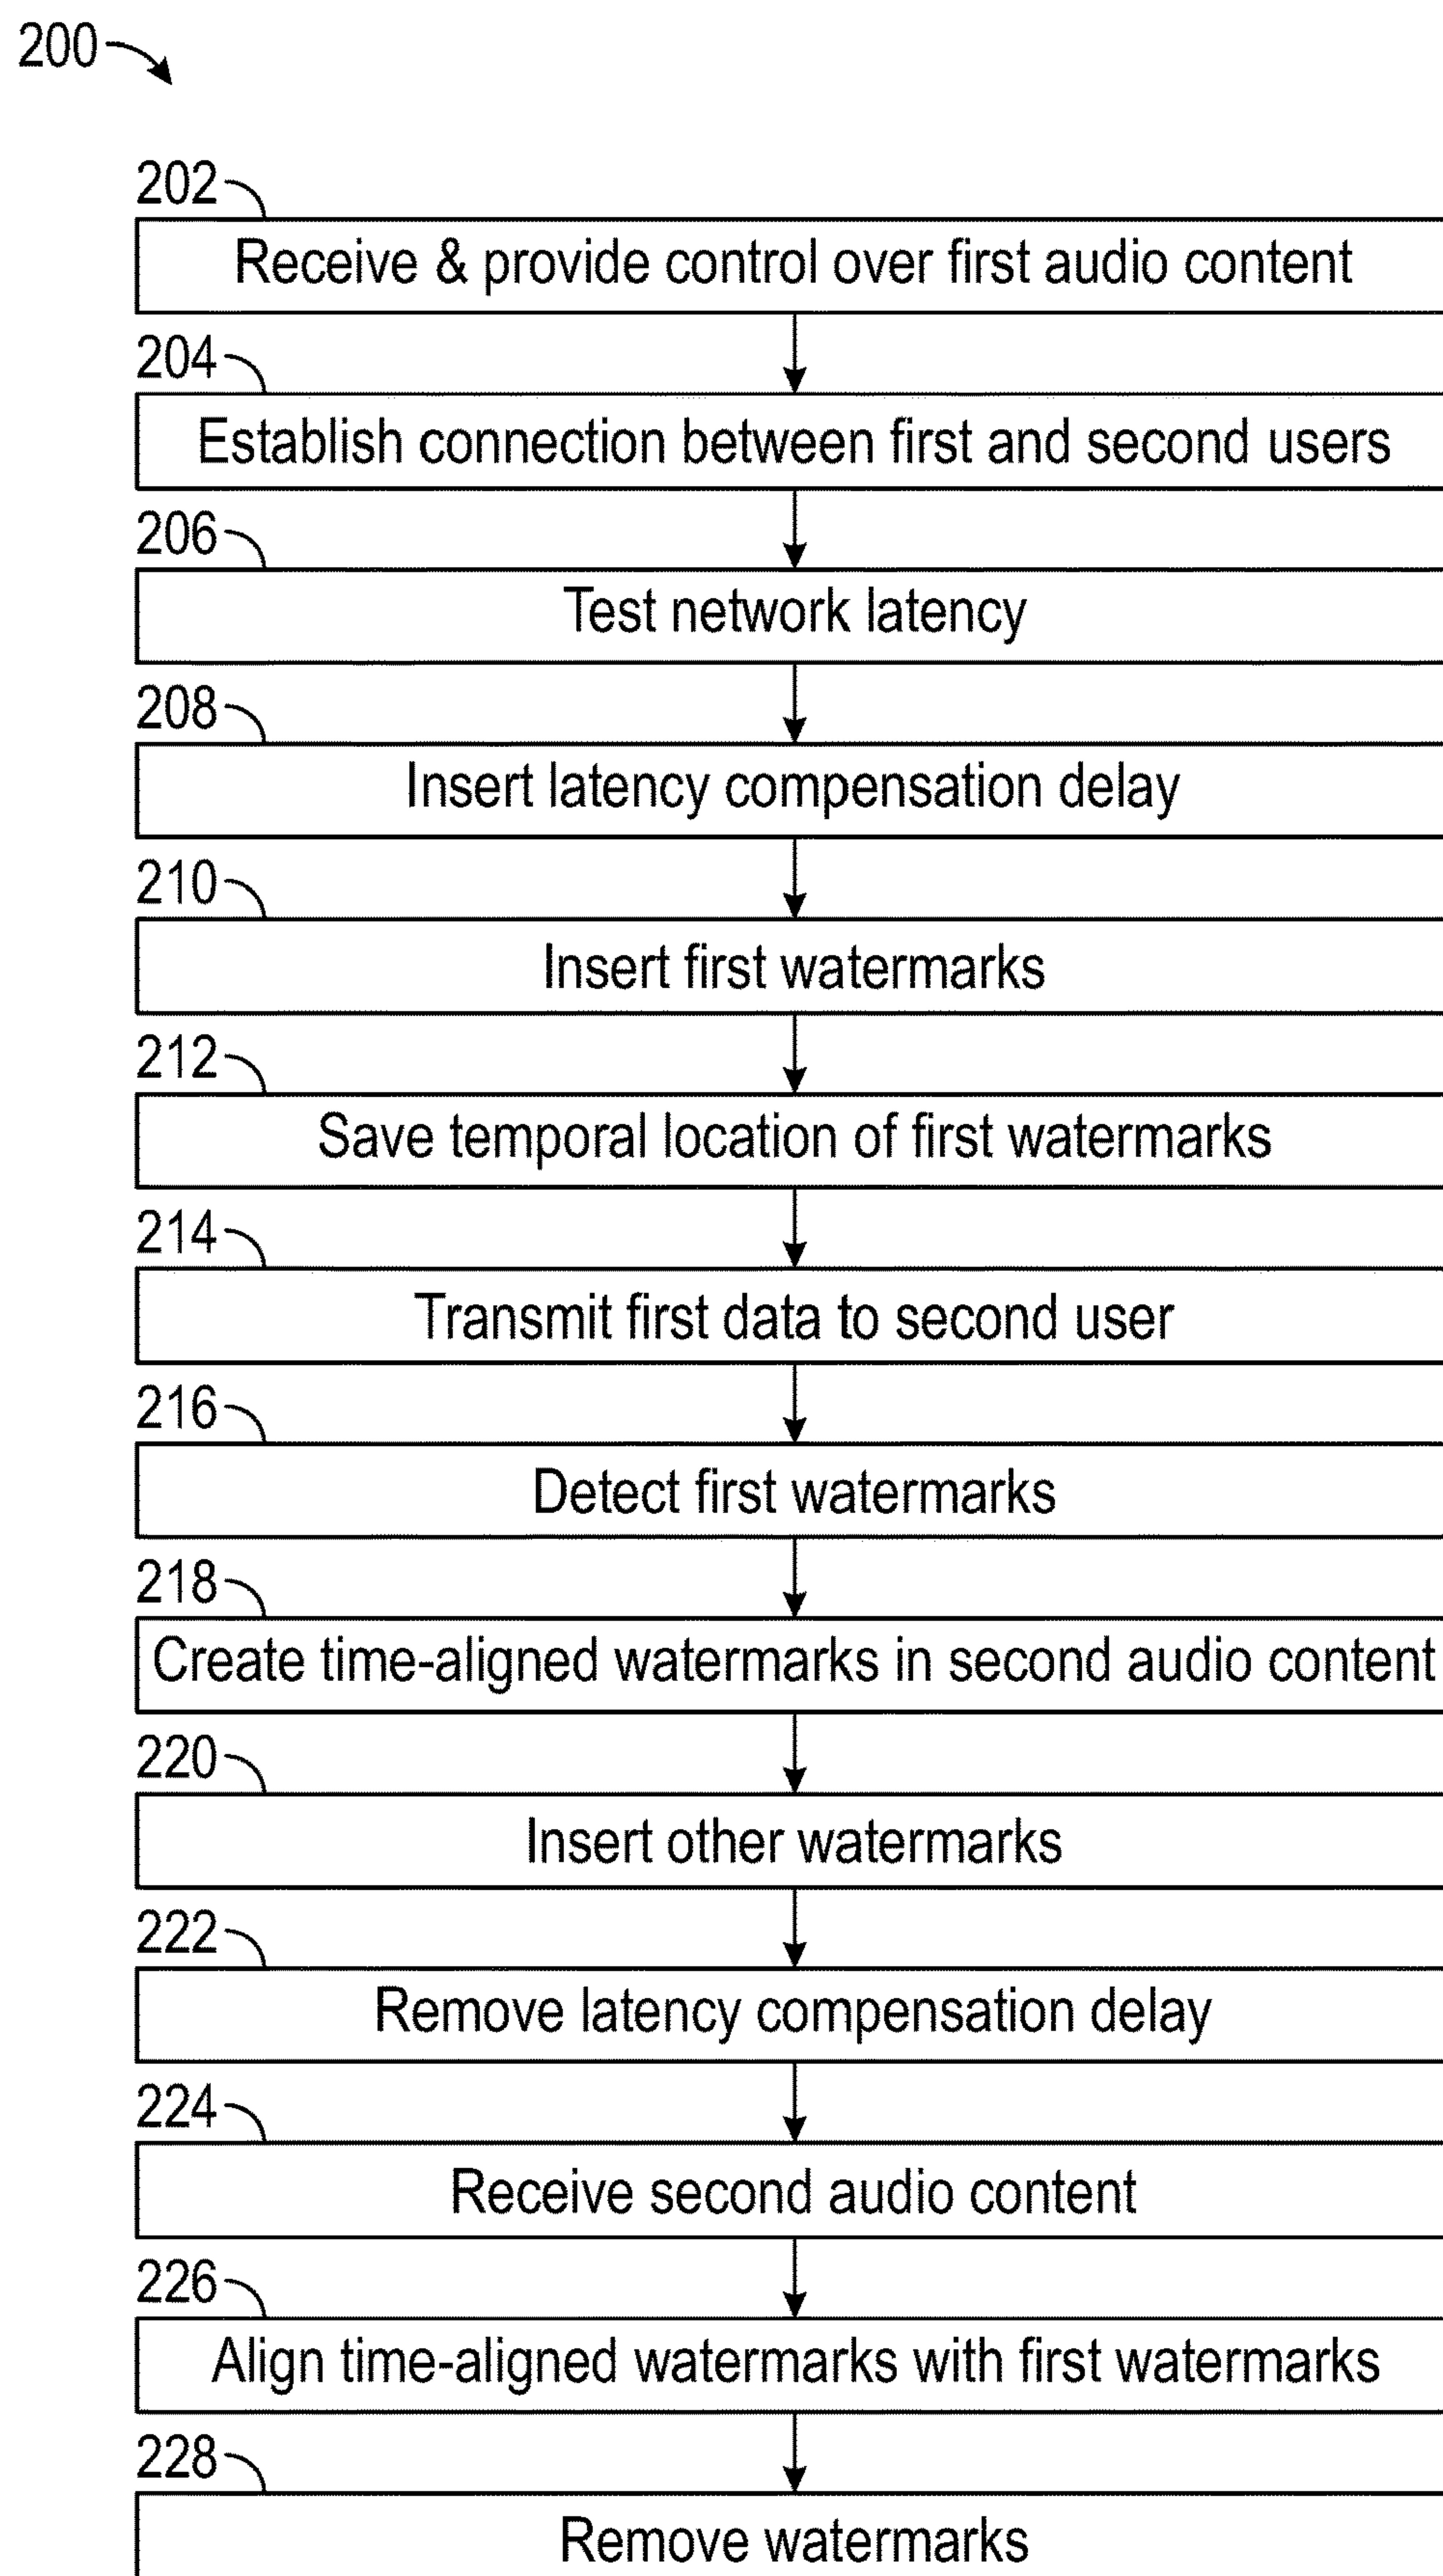 200
202
Receive & provide control over first audio content
204
Establish connection between first and second users
206
Test network latency
208
Insert latency compensation delay
210
Insert first watermarks
212
Save temporal location of first watermarks
214
Transmit first data to second user
216
Detect first watermarks
218
Create time-aligned watermarks in second audio content
220
Insert other watermarks
222
Remove latency compensation delay
224
Receive second audio content
226
Align time-aligned watermarks with first watermarks
228
Remove watermarks